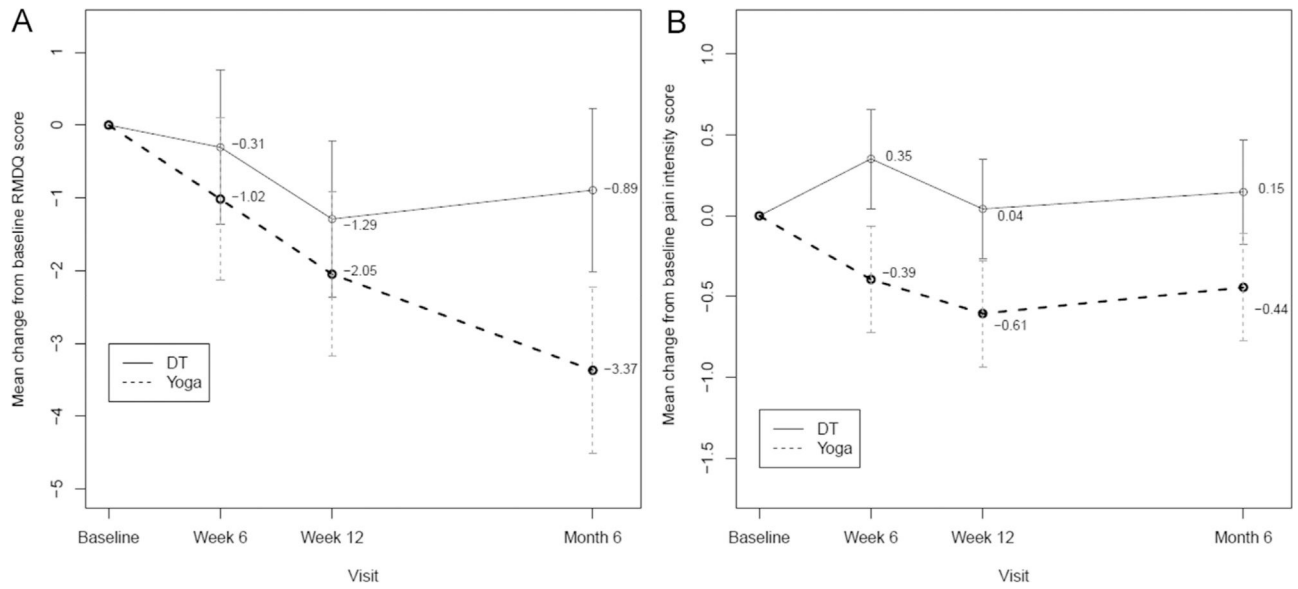 A
Mean change from baseline RMDQ score
1
0
−1
−2
−3
−4
−5
−0.31
−1.02
−1.29
−2.05
−0.89
−3.37
DT
Yoga
Baseline
Week 6
Week 12
Month 6
Visit
B
Mean change from baseline pain intensity score
1.0
0.5
0.0
−0.5
−1.0
−1.5
0.35
−0.39
0.04
−0.61
0.15
−0.44
DT
Yoga
Baseline
Week 6
Week 12
Month 6
Visit